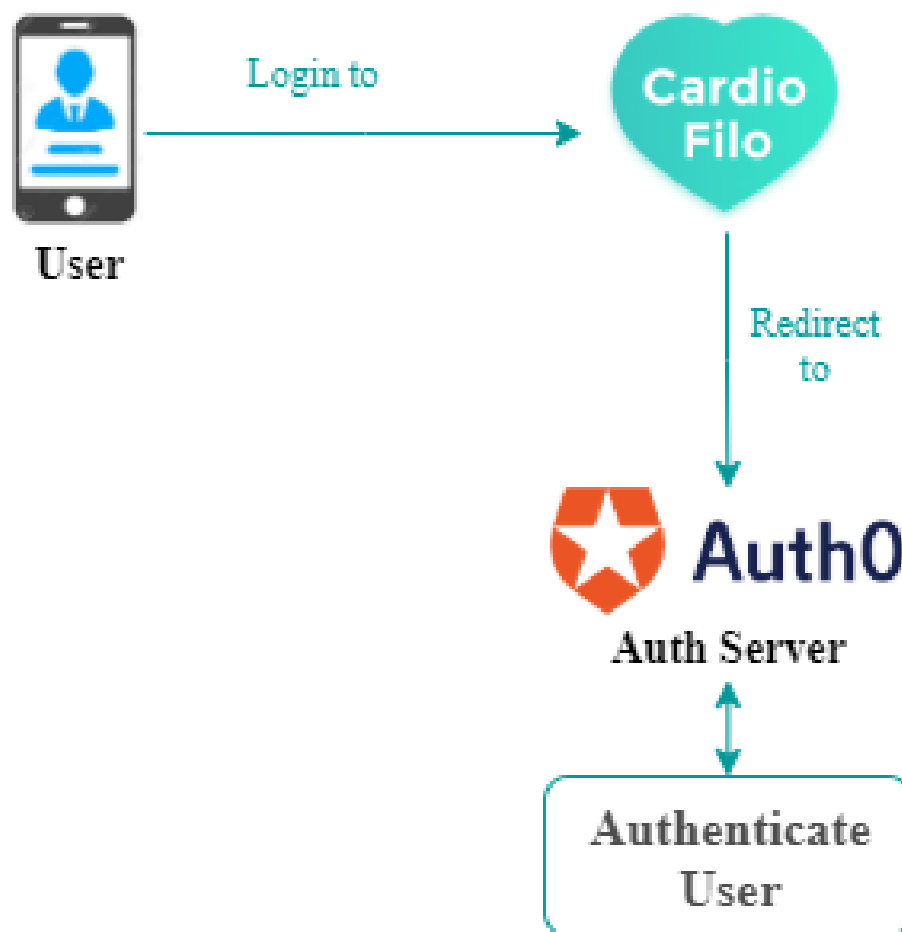 Login to
Cardio
Filo
User
Redirect
to
Auth0
Auth Server
Authenticate
User